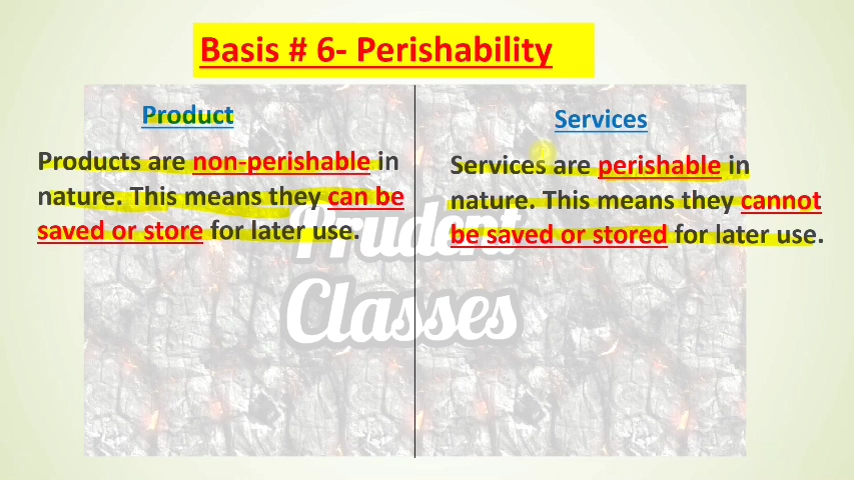 Basis # 6- Perishability
Product
Products are non-perishable in
nature. This means they can be
saved or store for later use.
Services
Services are perishable in
nature. This means they cannot
be saved or stored for later use.
Prudent
Classes